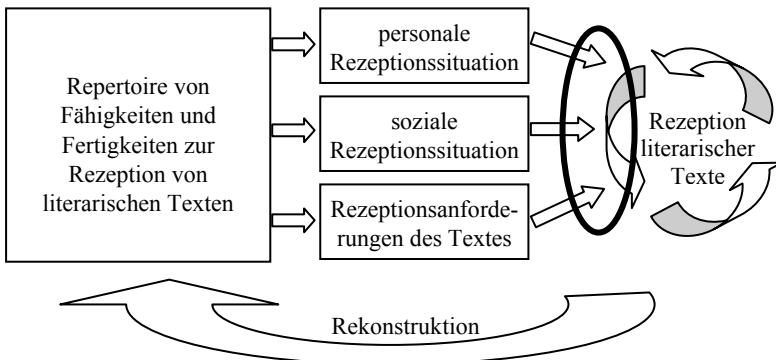 Repertoire von
Fähigkeiten und
Fertigkeiten zur
Rezeption von
literarischen Texten
personale
Rezeptionssituation
soziale
Rezeptionssituation
Rezeptionsanforde-
rungen des Textes
Rezeption
literarischer
Texte
Rekonstruktion